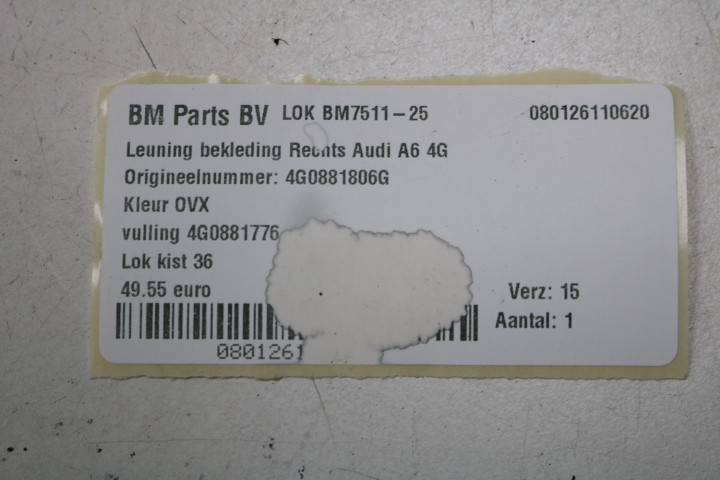 BM Parts BV LOK BM7511-25 080126110620
Leuning bekleding Rechts Audi A6 4G
Origineelnummer: 4G0881806G
Kleur OVX
vulling 4G0881776
Lok kist 36
49.55 euro Verz: 15
Aantal: 1
0801261